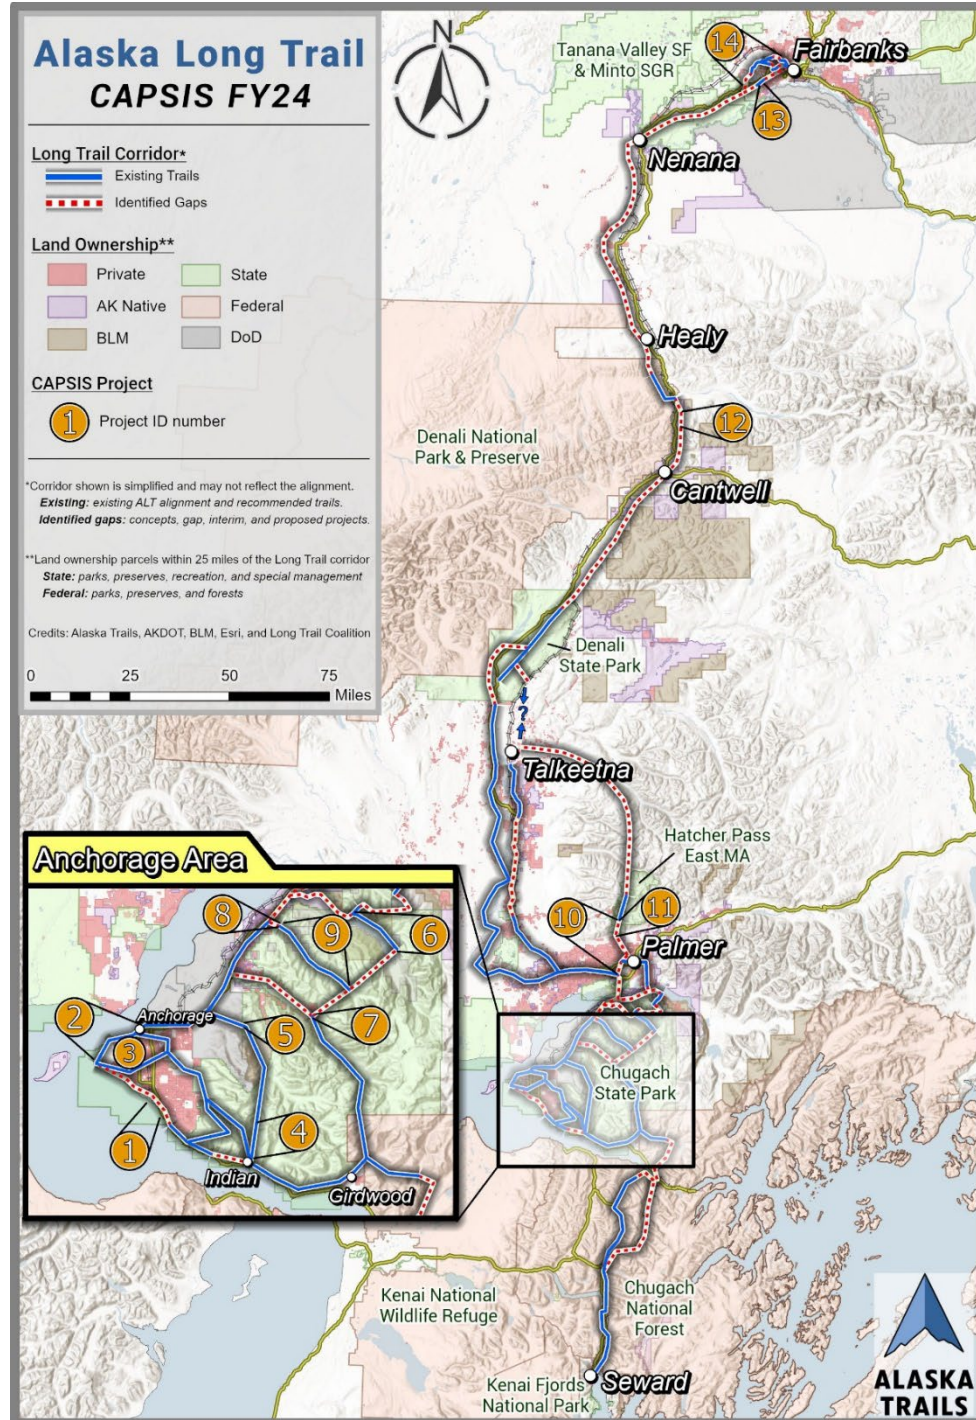 Alaska Long Trail
CAPSIS FY24
Long Trail Corridor*
Existing Trails
Identified Gaps
Land Ownership**
Private
State
AK Native
Federal
BLM
DoD
CAPSIS Project
1
Project ID number
*Corridor shown is simplified and may not reflect the alignment.
Existing: existing ALT alignment and recommended trails.
Identified gaps: concepts, gap, interim, and proposed projects.
**Land ownership parcels within 25 miles of the Long Trail corridor
State: parks, preserves, recreation, and special management
Federal: parks, preserves, and forests
Credits: Alaska Trails, AKDOT, BLM, Esri, and Long Trail Coalition
0 25 50 75
Miles
N
Tanana Valley SF
& Minto SGR
14
Fairbanks
13
Nenana
Healy
12
Denali National
Park & Preserve
Cantwell
Denali
State Park
?
Talkeetna
Hatcher Pass
East MA
10
11
Palmer
Chugach
State Park
Anchorage Area
8
9
6
2
Anchorage
3
5
7
1
4
Indian
Girdwood
Kenai National
Wildlife Refuge
Chugach
National
Forest
Kenai Fjords
National Park
Seward
ALASKA
TRAILS